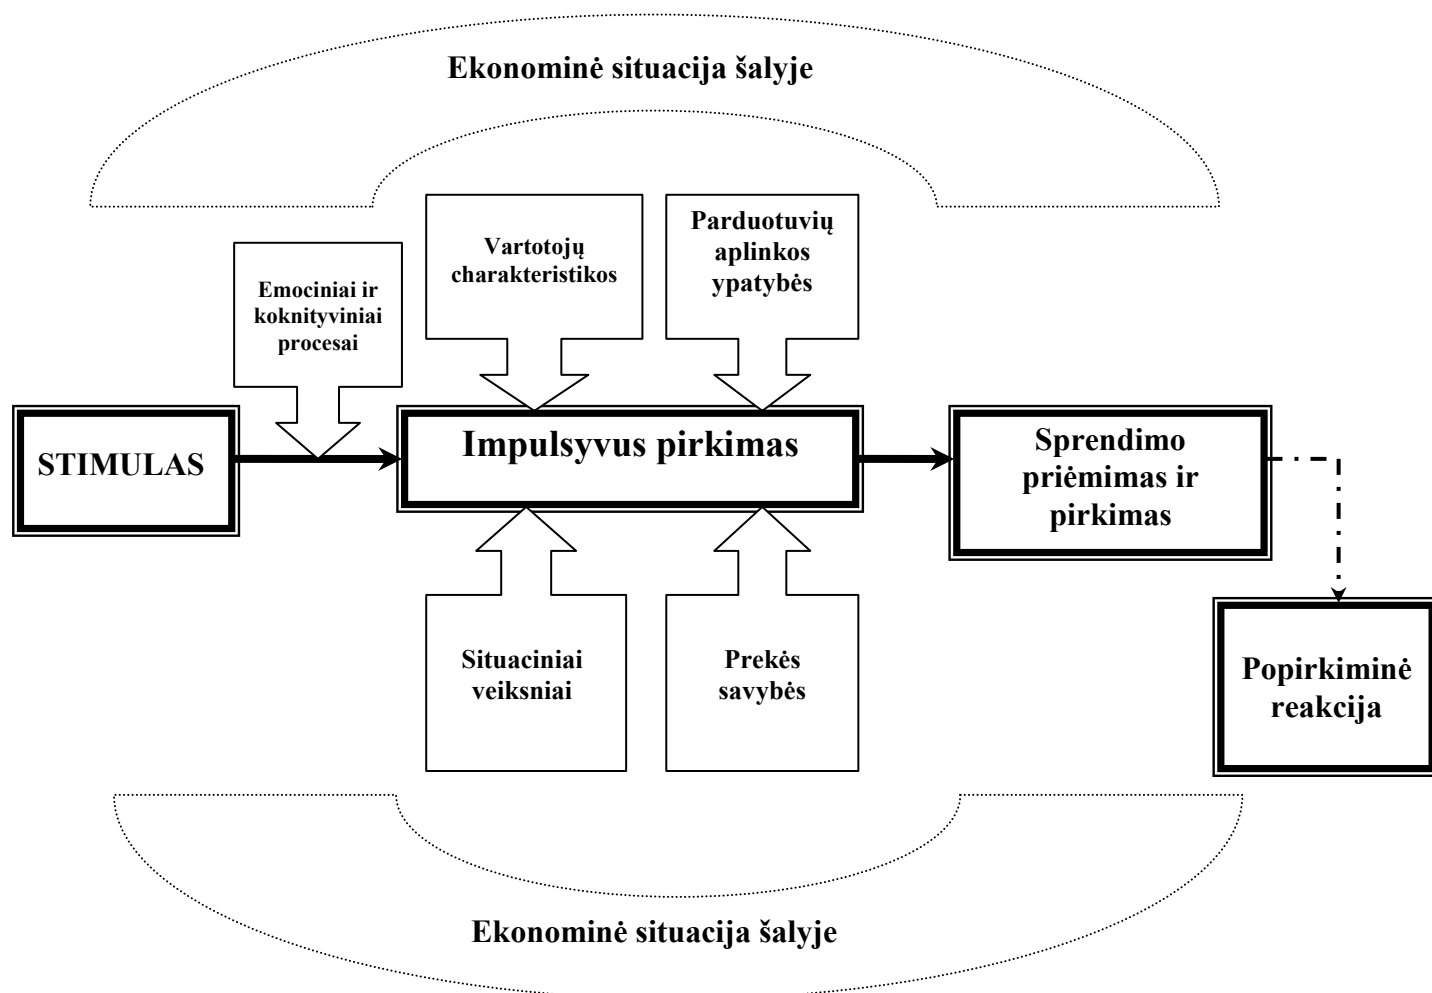 Ekonominė situacija šalyje
Emociniai ir
koknityviniai
procesai
Vartotojų
charakteristikos
Parduotuvių
aplinkos
ypatybės
STIMULAS
Impulsyvus pirkimas
Sprendimo
priėmimas ir
pirkimas
Situaciniai
veiksniai
Prekės
savybės
Popirkiminė
reakcija
Ekonominė situacija šalyje